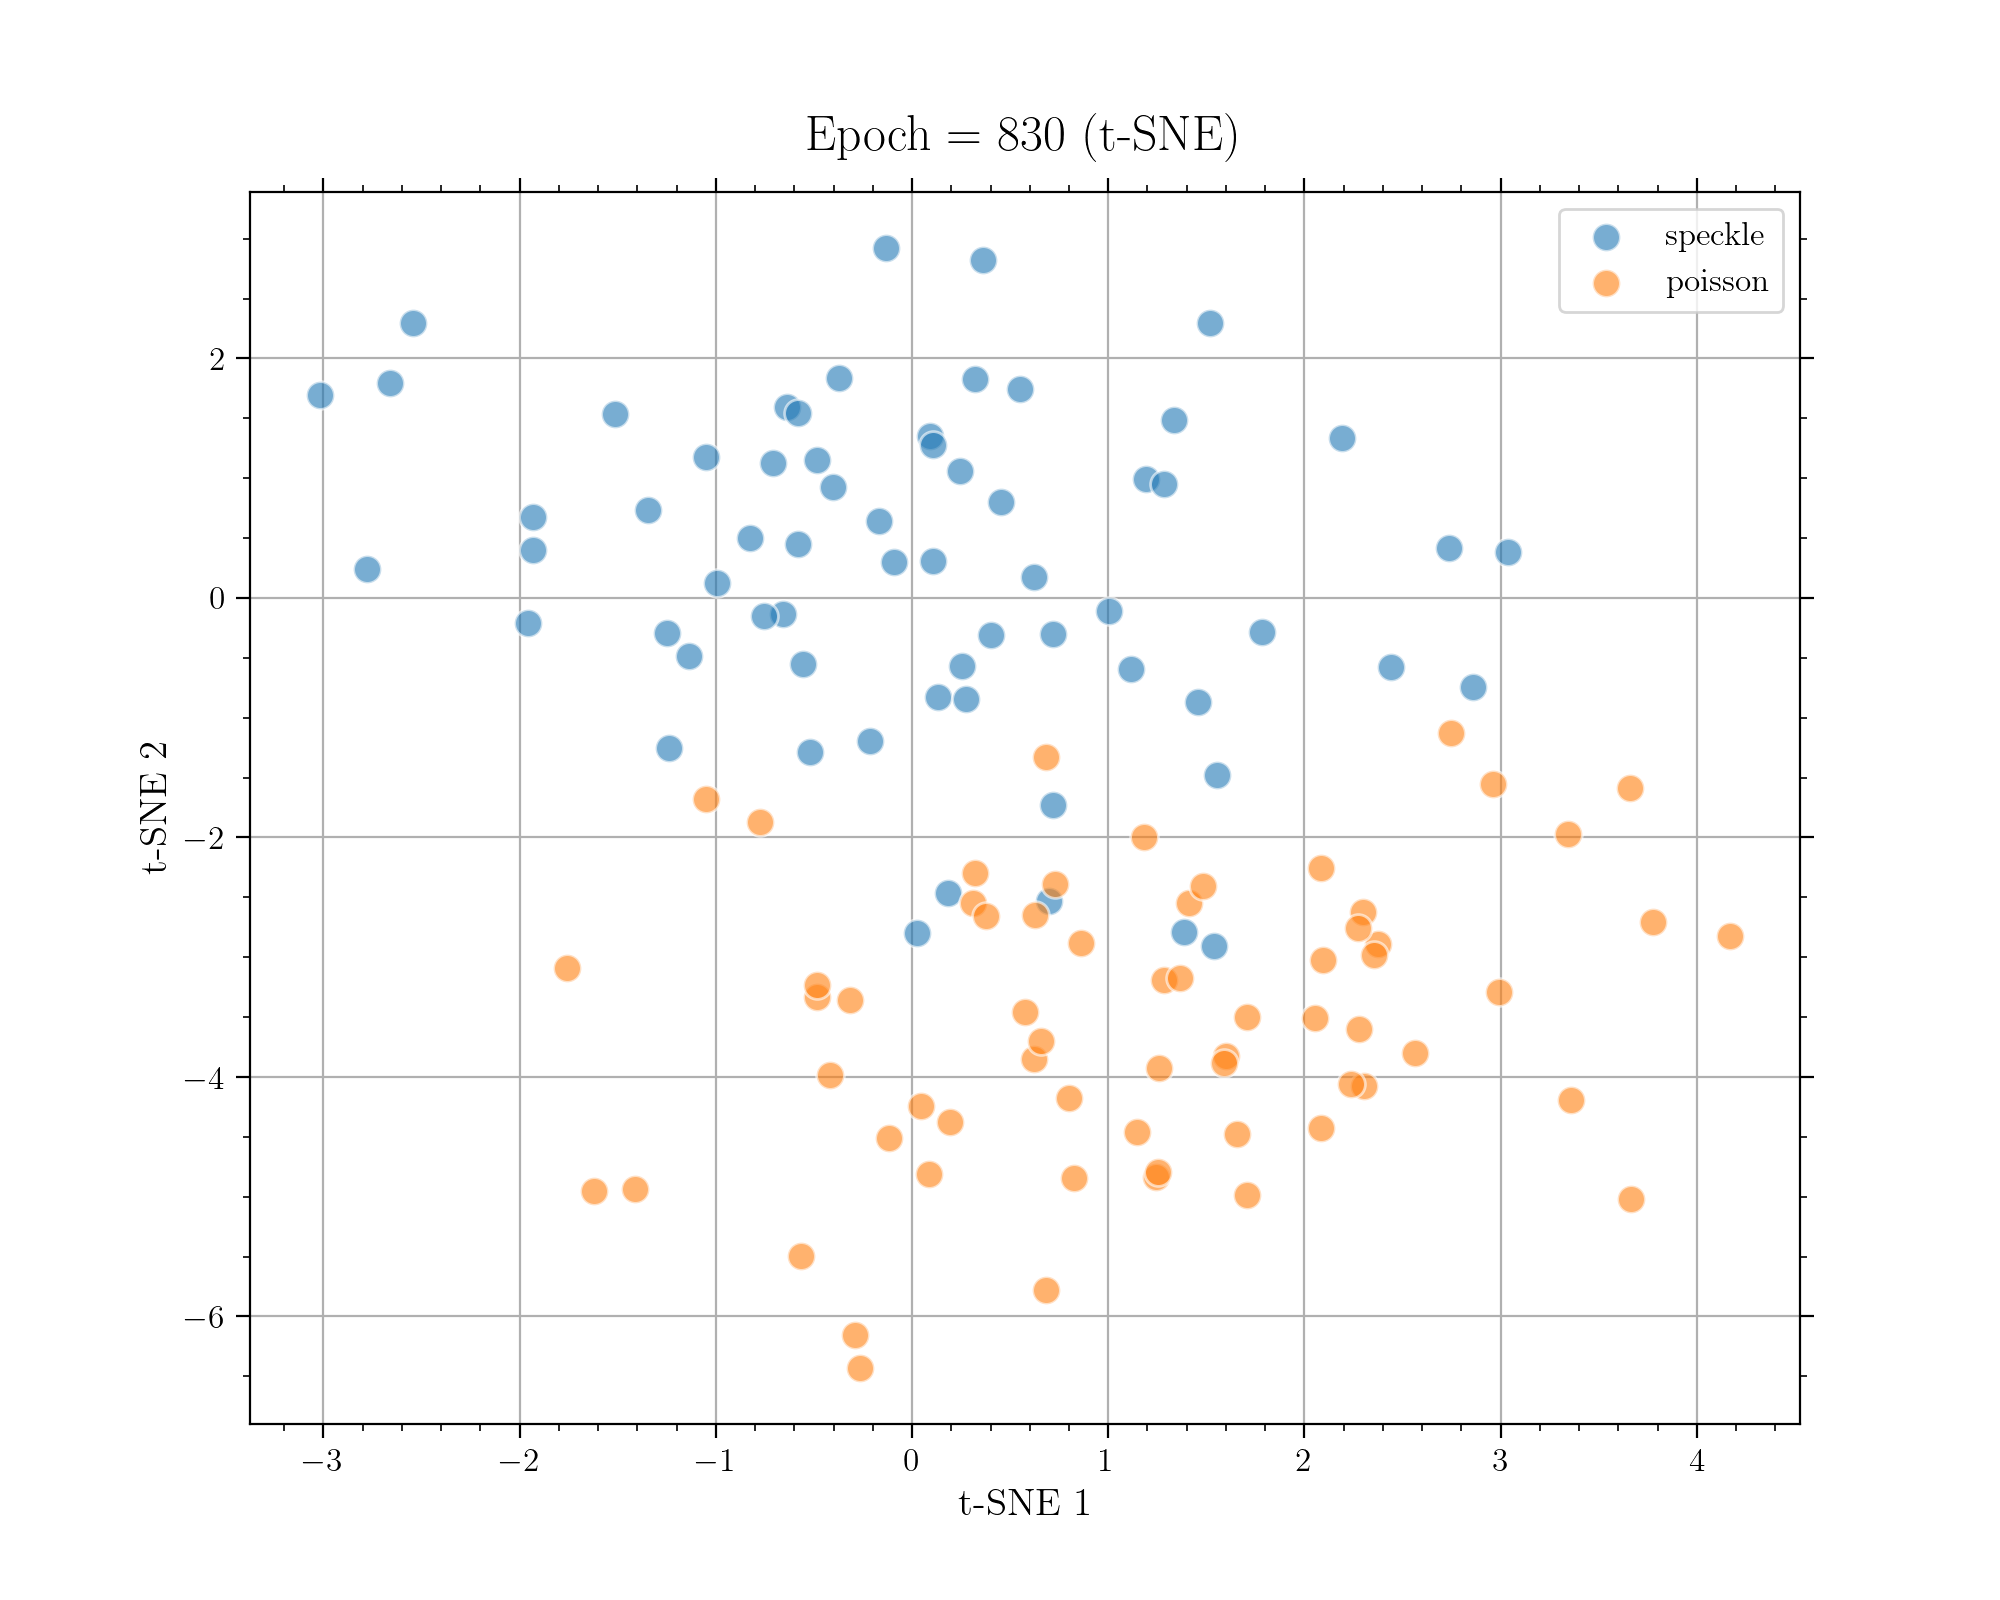 Epoch = 830 (t-SNE)
speckle
poisson
2
0
−2
−4
−6
t-SNE 2
−3 −2 −1 0 1 2 3 4
t-SNE 1